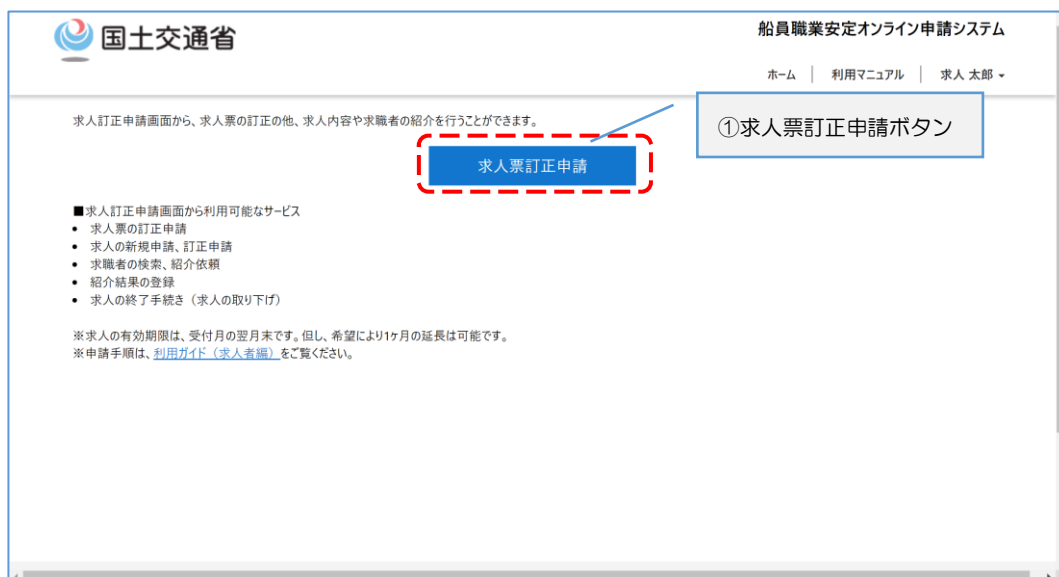 国土交通省
船員職業安定オンライン申請システム
ホーム │ 利用マニュアル │ 求人 太郎
求人訂正申請画面から、求人票の訂正の他、求人内容や求職者の紹介を行うことができます。
①求人票訂正申請ボタン
求人票訂正申請
■求人訂正申請画面から利用可能なサービス
• 求人票の訂正申請
• 求人の新規申請、訂正申請
• 求職者の検索、紹介依頼
• 紹介結果の登録
• 求人の終了手続き（求人の取り下げ）
※求人の有効期限は、受付月の翌月末です。但し、希望により1ヶ月の延長は可能です。
※申請手順は、利用ガイド（求人者編）をご覧ください。